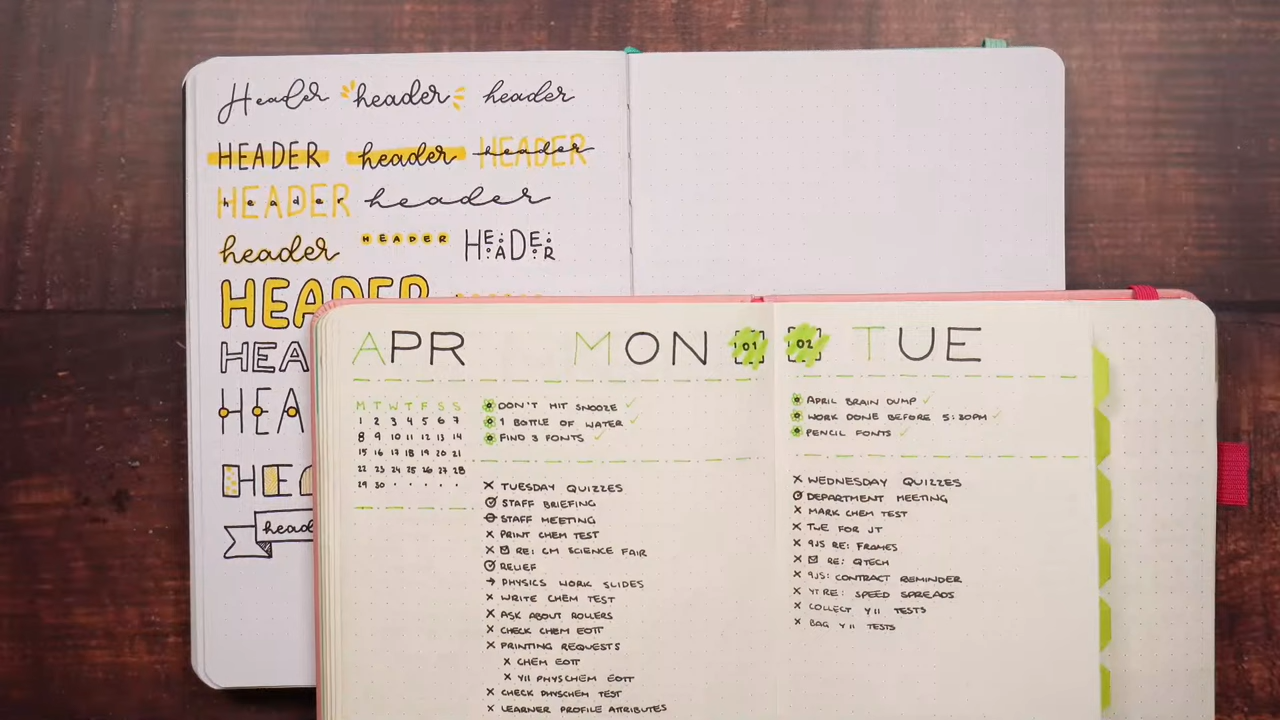 Header header header
HEADER header HEADER header
HEADER header header
header HEADER HEADER
HEADER
HEA
HEA
HEA
head
APR
M T W T F S S
1 2 3 4 5 6 7
8 9 10 11 12 13 14
15 16 17 18 19 20 21
22 23 24 25 26 27 28
29 30
MON 01
DON'T HIT SNOOZE
1 BOTTLE OF WATER
FIND 3 FONTS
TUESDAY QUIZZES
STAFF BRIEFING
STAFF MEETING
PRINT CHEM TEST
RE: CM SCIENCE FAIR
RELIEF
PHYSICS WORK SLIDES
WRITE CHEM TEST
ASK ABOUT ROLLERS
CHECK CHEM EOTT
PRINTING REQUESTS
CHEM EOTT
Y11 PHYSCHEM EOTT
CHECK PHYSCHEM TEST
LEARNER PROFILE ATTRIBUTES
02 TUE
APRIL BRAIN DUMP
WORK DONE BEFORE 5:30PM
PENCIL FONTS
WEDNESDAY QUIZZES
DEPARTMENT MEETING
MARK CHEM TEST
TUE FOR JT
9JS RE: FRAMES
RE: QTECH
9JS: CONTRACT REMINDER
YT RE: SPEED SPREADS
COLLECT Y11 TESTS
BAG Y11 TESTS